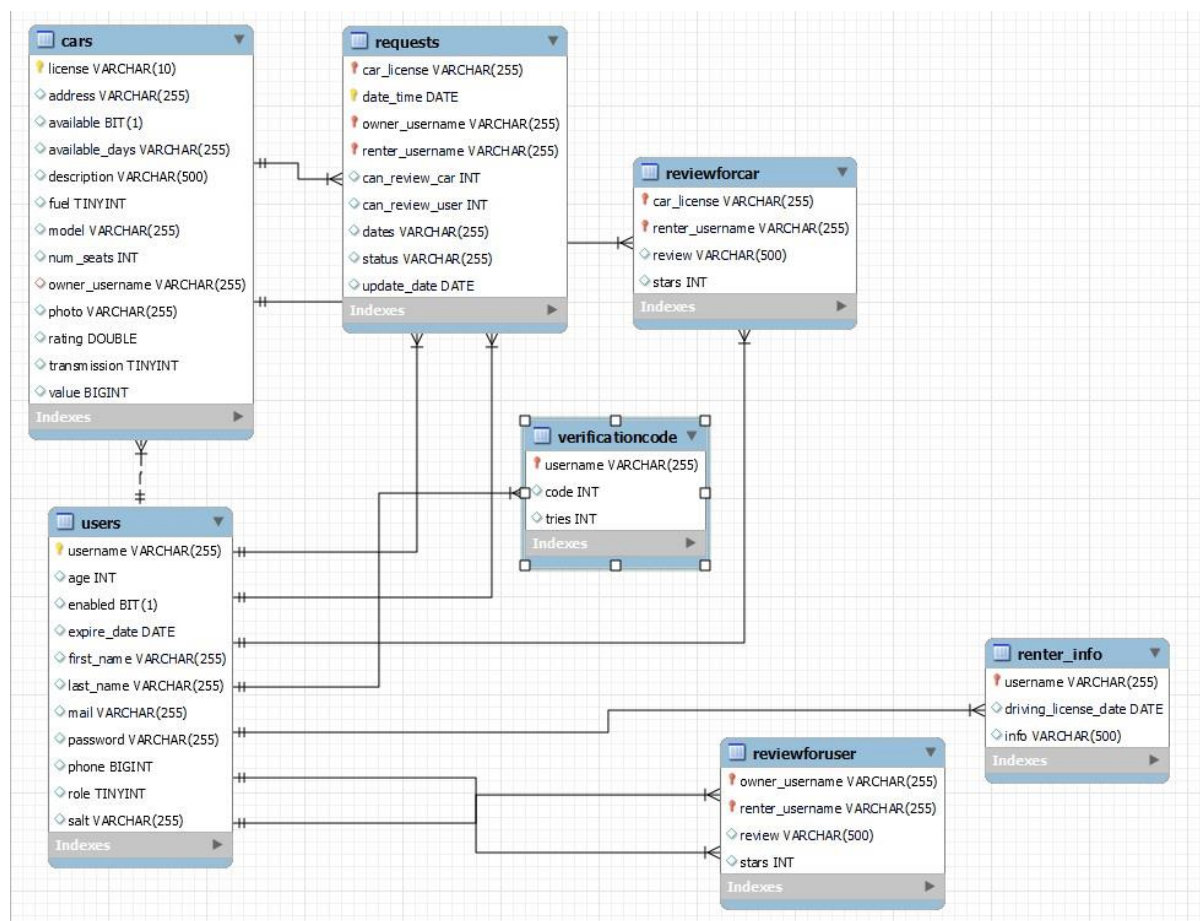 cars
license VARCHAR(10)
address VARCHAR(255)
available BIT(1)
available_days VARCHAR(255)
description VARCHAR(500)
fuel TINYINT
model VARCHAR(255)
num_seats INT
owner_username VARCHAR(255)
photo VARCHAR(255)
rating DOUBLE
transmission TINYINT
value BIGINT
Indexes
requests
car_license VARCHAR(255)
date_time DATE
owner_username VARCHAR(255)
renter_username VARCHAR(255)
can_review_car INT
can_review_user INT
dates VARCHAR(255)
status VARCHAR(255)
update_date DATE
Indexes
reviewforcar
car_license VARCHAR(255)
renter_username VARCHAR(255)
review VARCHAR(500)
stars INT
Indexes
verificationcode
username VARCHAR(255)
code INT
tries INT
Indexes
users
username VARCHAR(255)
age INT
enabled BIT(1)
expire_date DATE
first_name VARCHAR(255)
last_name VARCHAR(255)
mail VARCHAR(255)
password VARCHAR(255)
phone BIGINT
role TINYINT
salt VARCHAR(255)
Indexes
renter_info
username VARCHAR(255)
driving_license_date DATE
info VARCHAR(500)
Indexes
reviewforuser
owner_username VARCHAR(255)
renter_username VARCHAR(255)
review VARCHAR(500)
stars INT
Indexes